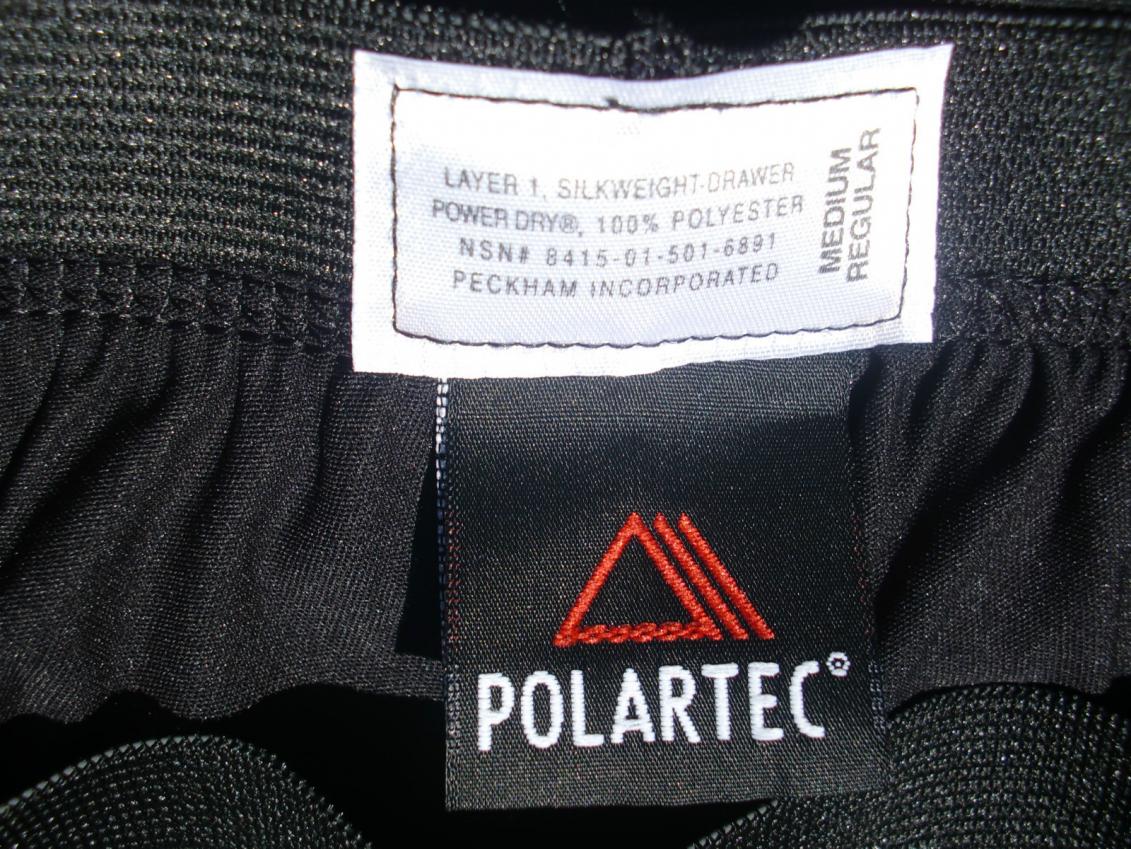 LAYER 1, SILKWEIGHT-DRAWER
POWER DRY®, 100% POLYESTER
NSN# 8415-01-501-6891
PECKHAM INCORPORATED
MEDIUM
REGULAR
POLARTEC®